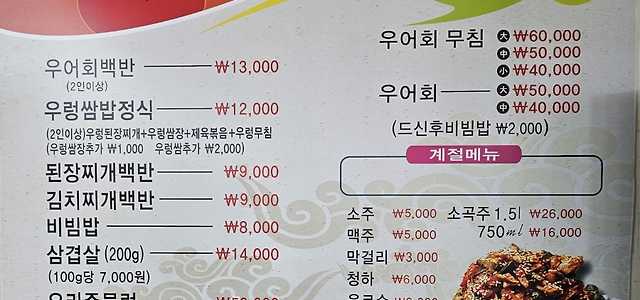 우어회백반 ₩13,000
(2인이상)
우렁쌈밥정식 ₩12,000
(2인이상)우렁된장찌개+우렁쌈장+제육볶음+우렁무침
(우렁쌈장추가 ₩1,000 우렁쌈추가 ₩2,000)
된장찌개백반 ₩9,000
김치찌개백반 ₩9,000
비빔밥 ₩8,000
삼겹살 (200g) ₩14,000
(100g당 7,000원)
우어회 무침 大 ₩60,000
中 ₩50,000
小 ₩40,000
우어회 大 ₩50,000
中 ₩40,000
(드신후비빔밥 ₩2,000)
계절메뉴
소주 ₩5,000 소곡주 1.5l ₩26,000
맥주 ₩5,000 750ml ₩16,000
막걸리 ₩3,000
청하 ₩6,000